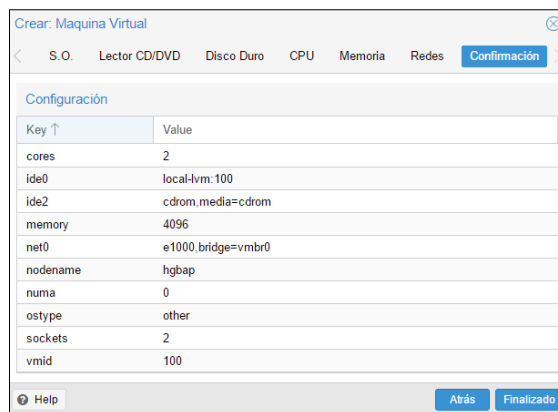 Crear: Maquina Virtual
S.O. Lector CD/DVD Disco Duro CPU Memoria Redes Confirmación
Configuración
Key ↑ Value
cores 2
ide0 local-lvm:100
ide2 cdrom,media=cdrom
memory 4096
net0 e1000,bridge=vmbr0
nodename hgbap
numa 0
ostype other
sockets 2
vmid 100
Help Atrás Finalizado